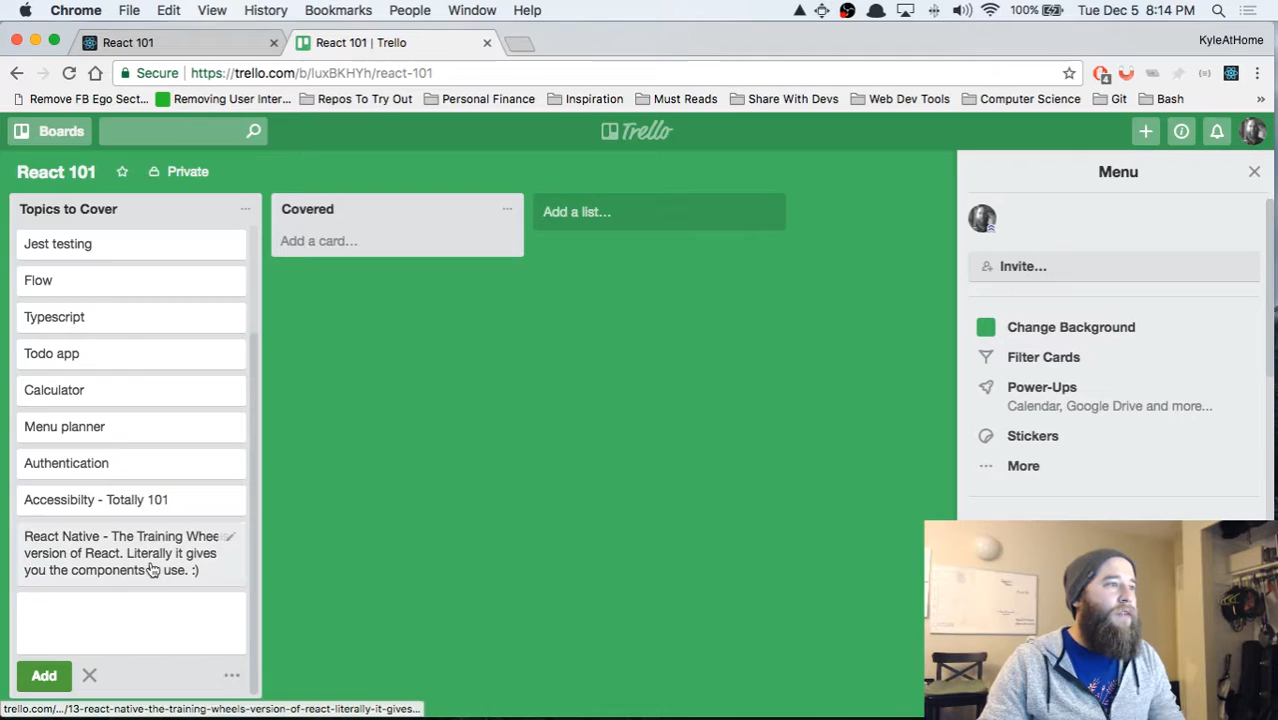 Chrome File Edit View History Bookmarks People Window Help 100% Tue Dec 5 8:14 PM
React 101 React 101 | Trello KyleAtHome
Secure https://trello.com/b/luxBKHYh/react-101 4
Remove FB Ego Sect... Removing User Inter... Repos To Try Out Personal Finance Inspiration Must Reads Share With Devs Web Dev Tools Computer Science Git Bash »
Boards Trello
React 101 Private
Menu
Topics to Cover
Jest testing
Flow
Typescript
Todo app
Calculator
Menu planner
Authentication
Accessibilty - Totally 101
React Native - The Training Whee
version of React. Literally it gives
you the components use. :)
Add
Covered
Add a card...
Add a list...
Invite...
Change Background
Filter Cards
Power-Ups
Calendar, Google Drive and more...
Stickers
More
trello.com/.../13-react-native-the-training-wheels-version-of-react-literally-it-gives...